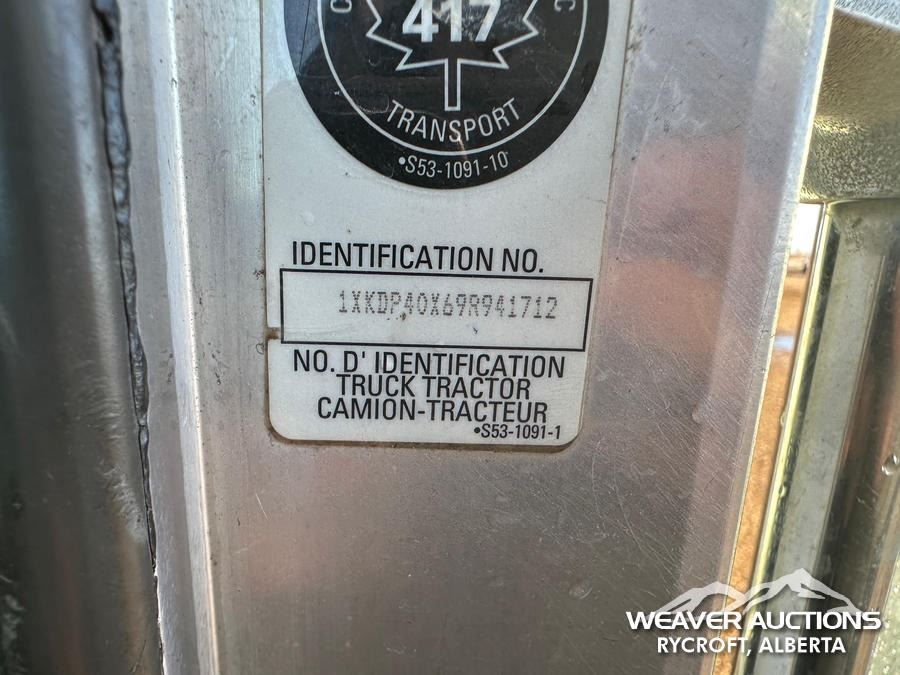 417
TRANSPORT
•S53-1091-10
IDENTIFICATION NO.
1XKDP40X69R941712
NO. D' IDENTIFICATION
TRUCK TRACTOR
CAMION-TRACTEUR
•S53-1091-1
WEAVER AUCTIONS
RYCROFT, ALBERTA